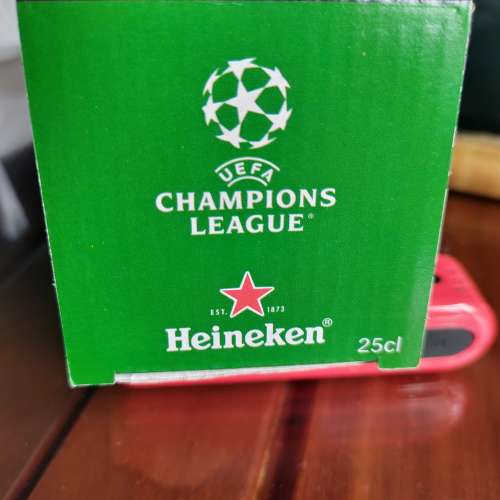 UEFA
CHAMPIONS
LEAGUE®
EST. 1873
Heineken®
25cl